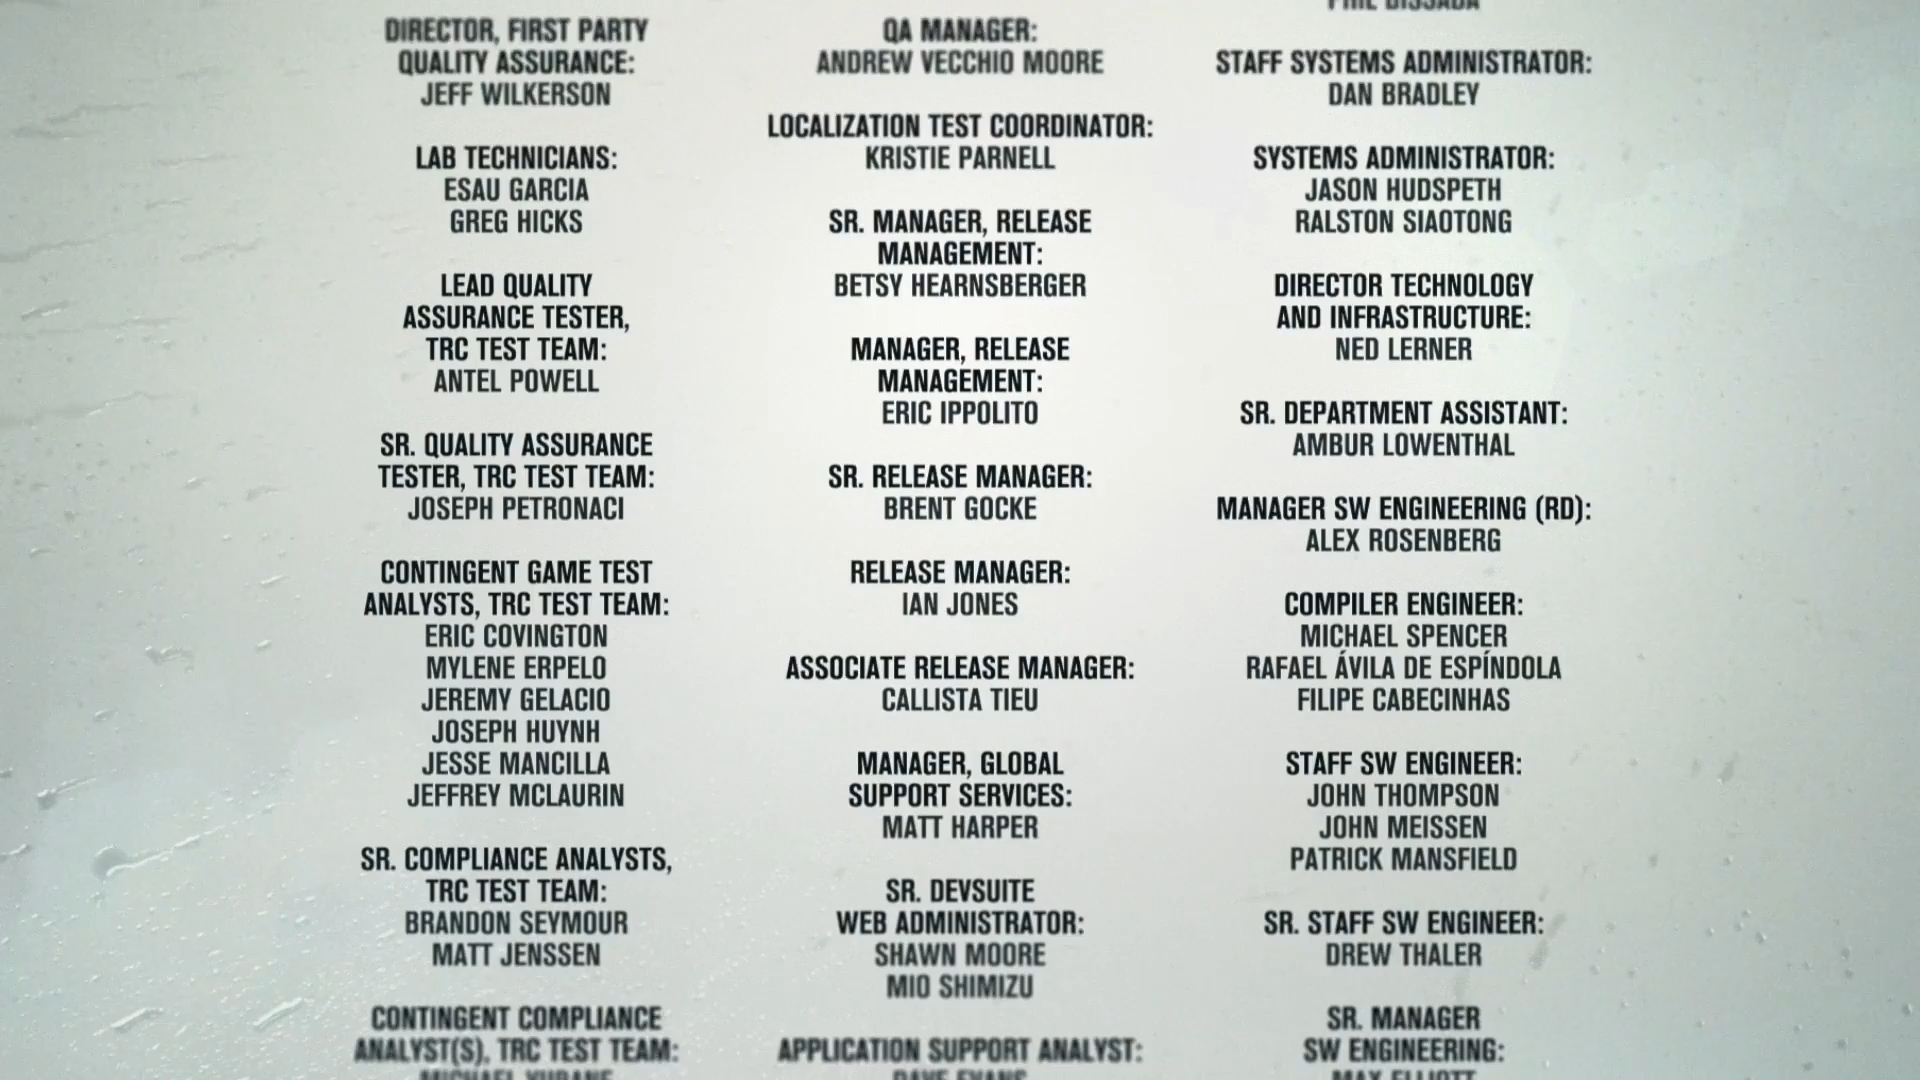 DIRECTOR, FIRST PARTY
QUALITY ASSURANCE:
JEFF WILKERSON
LAB TECHNICIANS:
ESAU GARCIA
GREG HICKS
LEAD QUALITY
ASSURANCE TESTER,
TRC TEST TEAM:
ANTEL POWELL
SR. QUALITY ASSURANCE
TESTER, TRC TEST TEAM:
JOSEPH PETRONACI
CONTINGENT GAME TEST
ANALYSTS, TRC TEST TEAM:
ERIC COVINGTON
MYLENE ERPELO
JEREMY GELACIO
JOSEPH HUYNH
JESSE MANCILLA
JEFFREY MCLAURIN
SR. COMPLIANCE ANALYSTS,
TRC TEST TEAM:
BRANDON SEYMOUR
MATT JENSSEN
CONTINGENT COMPLIANCE
ANALYST(S), TRC TEST TEAM:
MICHAEL
QA MANAGER:
ANDREW VECCHIO MOORE
LOCALIZATION TEST COORDINATOR:
KRISTIE PARNELL
SR. MANAGER, RELEASE
MANAGEMENT:
BETSY HEARNSBERGER
MANAGER, RELEASE
MANAGEMENT:
ERIC IPPOLITO
SR. RELEASE MANAGER:
BRENT GOCKE
RELEASE MANAGER:
IAN JONES
ASSOCIATE RELEASE MANAGER:
CALLISTA TIEU
MANAGER, GLOBAL
SUPPORT SERVICES:
MATT HARPER
SR. DEVSUITE
WEB ADMINISTRATOR:
SHAWN MOORE
MIO SHIMIZU
APPLICATION SUPPORT ANALYST:
DAVE EVANS
PHIL
STAFF SYSTEMS ADMINISTRATOR:
DAN BRADLEY
SYSTEMS ADMINISTRATOR:
JASON HUDSPETH
RALSTON SIAOTONG
DIRECTOR TECHNOLOGY
AND INFRASTRUCTURE:
NED LERNER
SR. DEPARTMENT ASSISTANT:
AMBUR LOWENTHAL
MANAGER SW ENGINEERING (RD):
ALEX ROSENBERG
COMPILER ENGINEER:
MICHAEL SPENCER
RAFAEL ÁVILA DE ESPÍNDOLA
FILIPE CABECINHAS
STAFF SW ENGINEER:
JOHN THOMPSON
JOHN MEISSEN
PATRICK MANSFIELD
SR. STAFF SW ENGINEER:
DREW THALER
SR. MANAGER
SW ENGINEERING:
MAX ELLIOTT